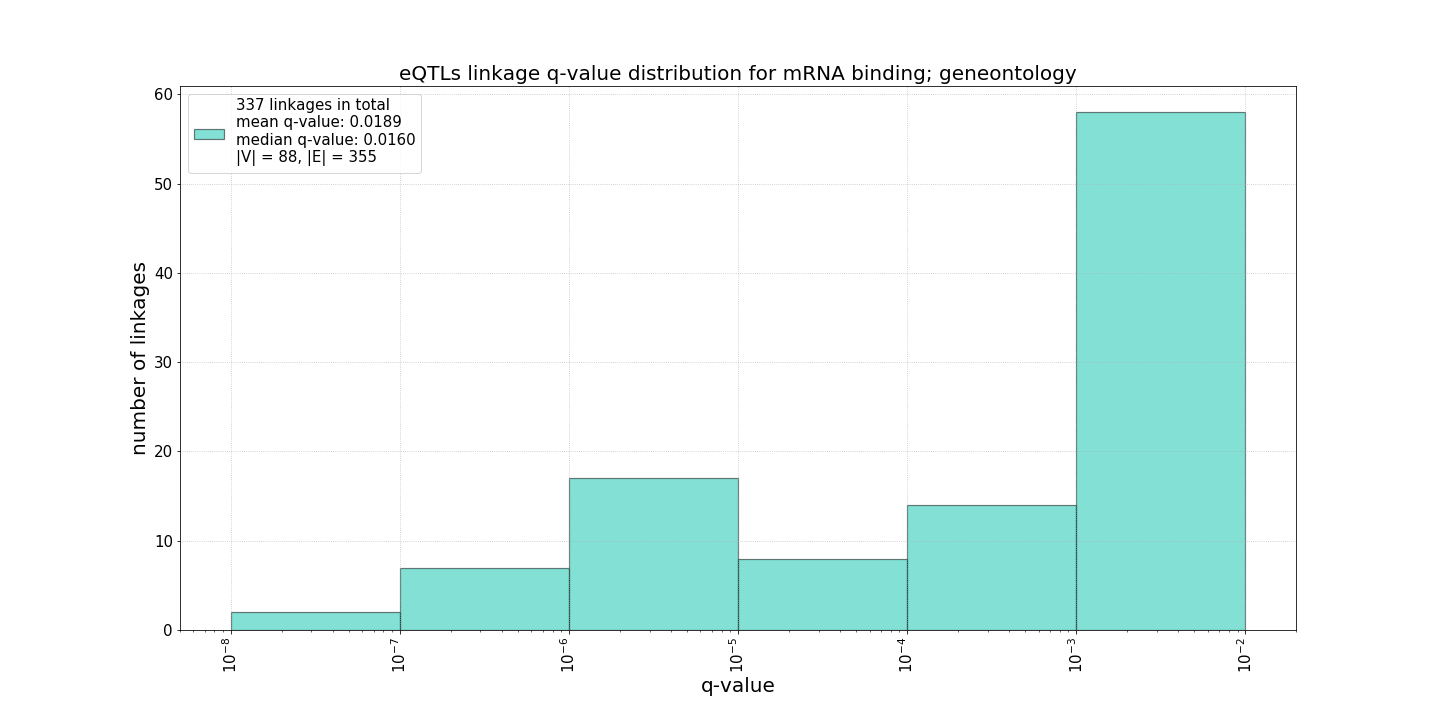 eQTLs linkage q-value distribution for mRNA binding; geneontology
337 linkages in total
mean q-value: 0.0189
median q-value: 0.0160
|V| = 88, |E| = 355
number of linkages
60
50
40
30
20
10
0
10⁻⁸
10⁻⁷
10⁻⁶
10⁻⁵
10⁻⁴
10⁻³
10⁻²
q-value